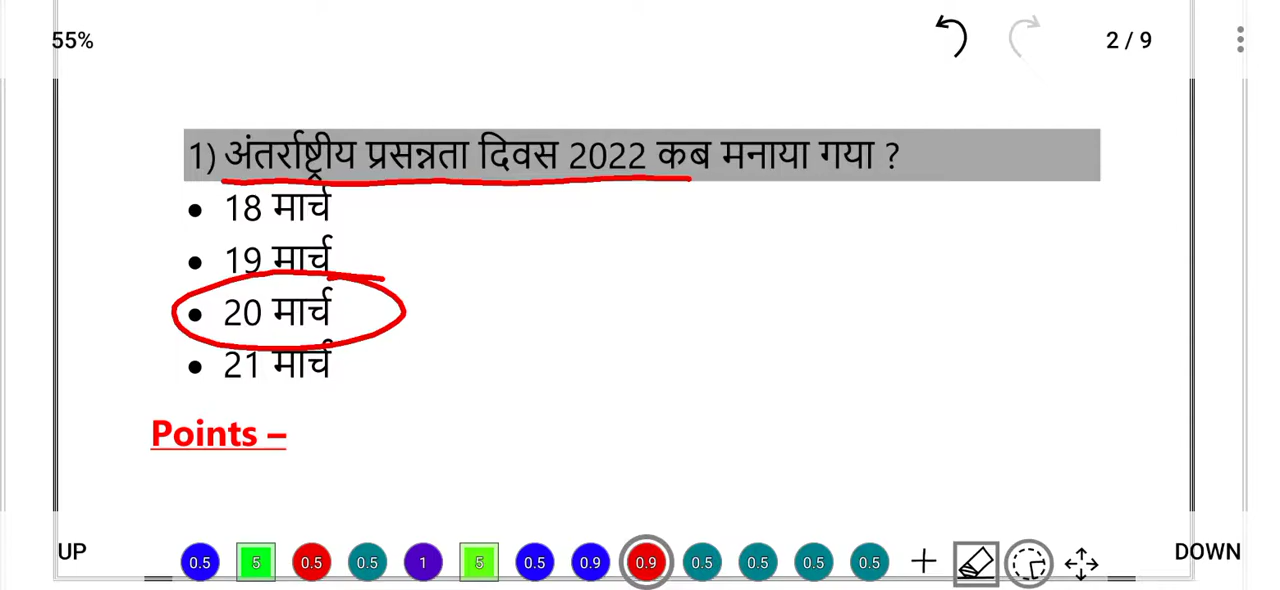 55%
2 / 9
1) अंतर्राष्ट्रीय प्रसन्नता दिवस 2022 कब मनाया गया ?
• 18 मार्च
• 19 मार्च
• 20 मार्च
• 21 मार्च
Points –
UP
DOWN
0.5 5 0.5 0.5 1 5 0.5 0.9 0.9 0.5 0.5 0.5 0.5